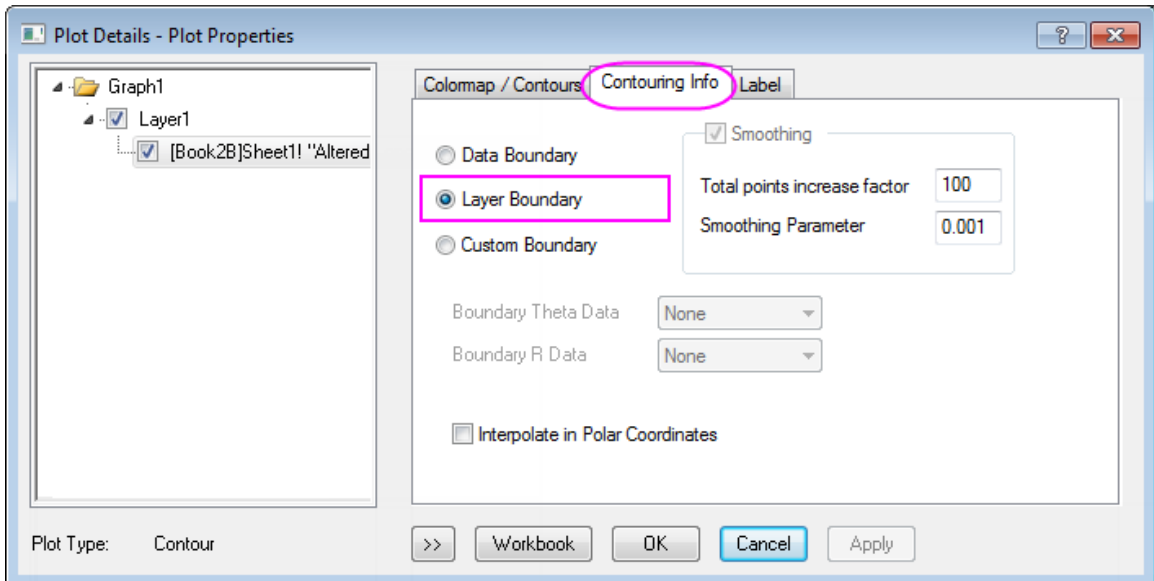 Plot Details - Plot Properties
Graph1
Layer1
[Book2B]Sheet1! "Altered
Colormap / Contours
Contouring Info
Label
Data Boundary
Layer Boundary
Custom Boundary
Smoothing
Total points increase factor
100
Smoothing Parameter
0.001
Boundary Theta Data
None
Boundary R Data
None
Interpolate in Polar Coordinates
Plot Type:
Contour
>>
Workbook
OK
Cancel
Apply